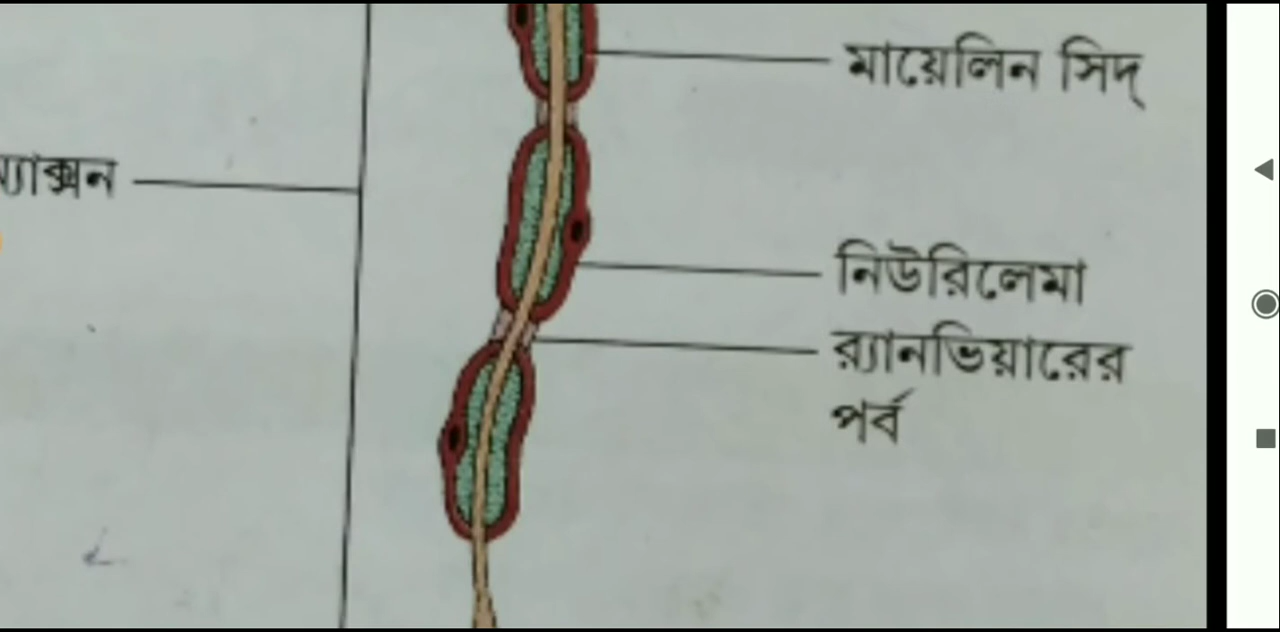 মায়েলিন সিদ্
্যাক্সন
নিউরিলেমা
র‍্যানভিয়ারের
পর্ব